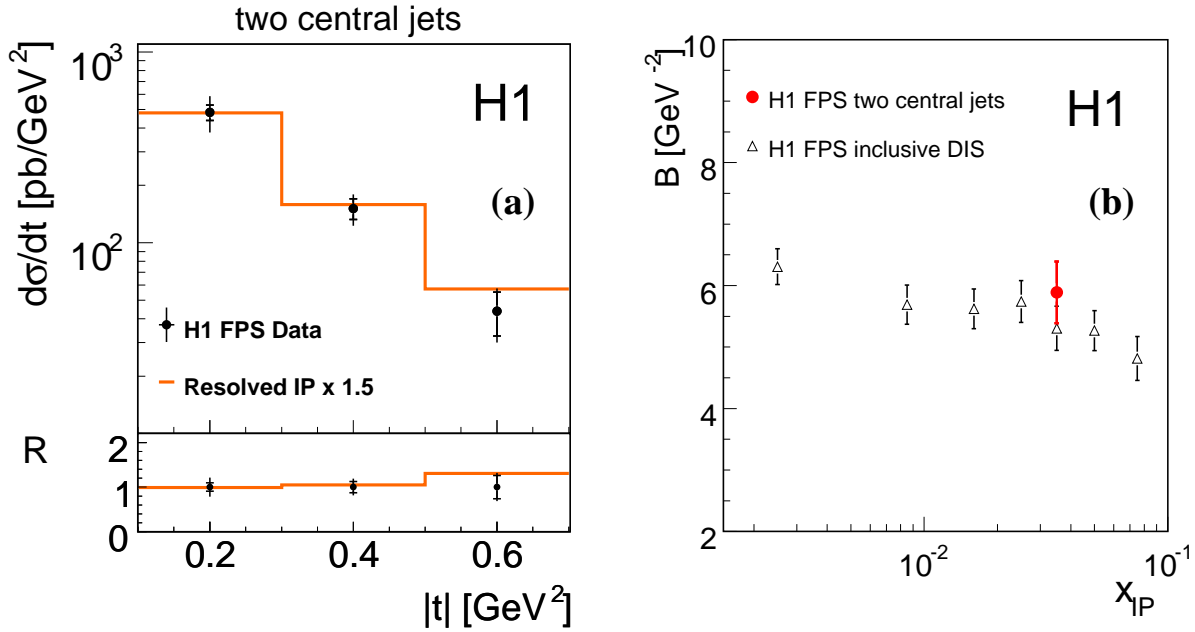 two central jets
dσ/dt [pb/GeV²]
10³
10²
H1
(a)
H1 FPS Data
Resolved IP x 1.5
R
2
1
0
0.2 0.4 0.6
|t| [GeV²]
B [GeV⁻²]
10
8
6
4
2
H1 FPS two central jets
H1 FPS inclusive DIS
H1
(b)
10⁻² 10⁻¹
x_IP